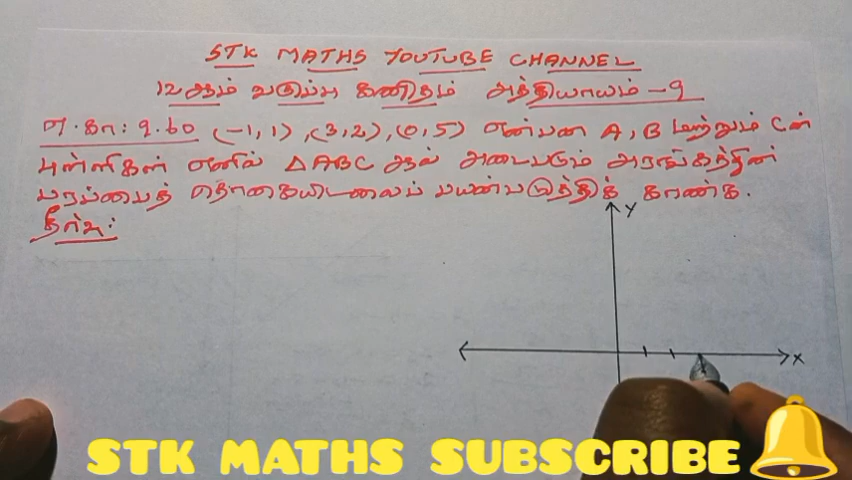 STK MATHS YOUTUBE CHANNEL
12ஆம் வகுப்பு கணிதம் அத்தியாயம் - 9
எ.கா: 9.60 (-1,1), (3,2), (0,5) என்பன A, B மற்றும் C ன்
புள்ளிகள் எனில் ΔABC ஆல் அடைபடும் அரங்கத்தின்
பரப்பைத் தொகையிடலைப் பயன்படுத்திக் காண்க.
தீர்வு:
Y
X
STK MATHS SUBSCRIBE